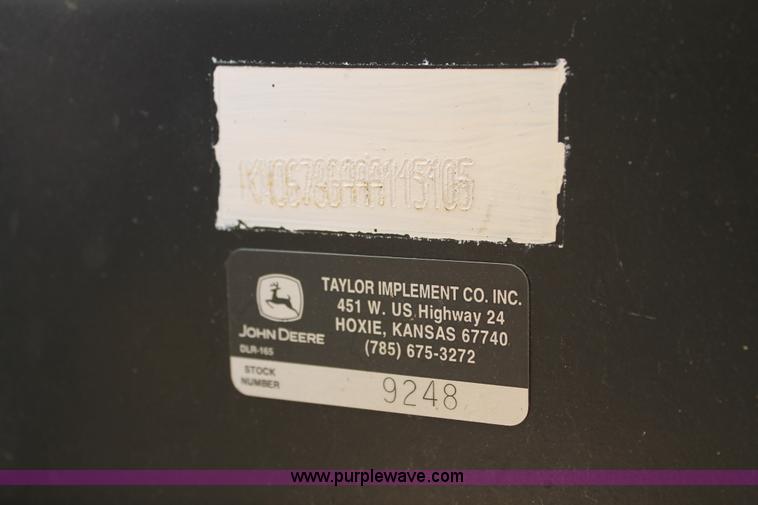 TAYLOR IMPLEMENT CO. INC.
451 W. US Highway 24
HOXIE, KANSAS 67740
(785) 675-3272
JOHN DEERE
DLR-165
STOCK
NUMBER
9248
www.purplewave.com